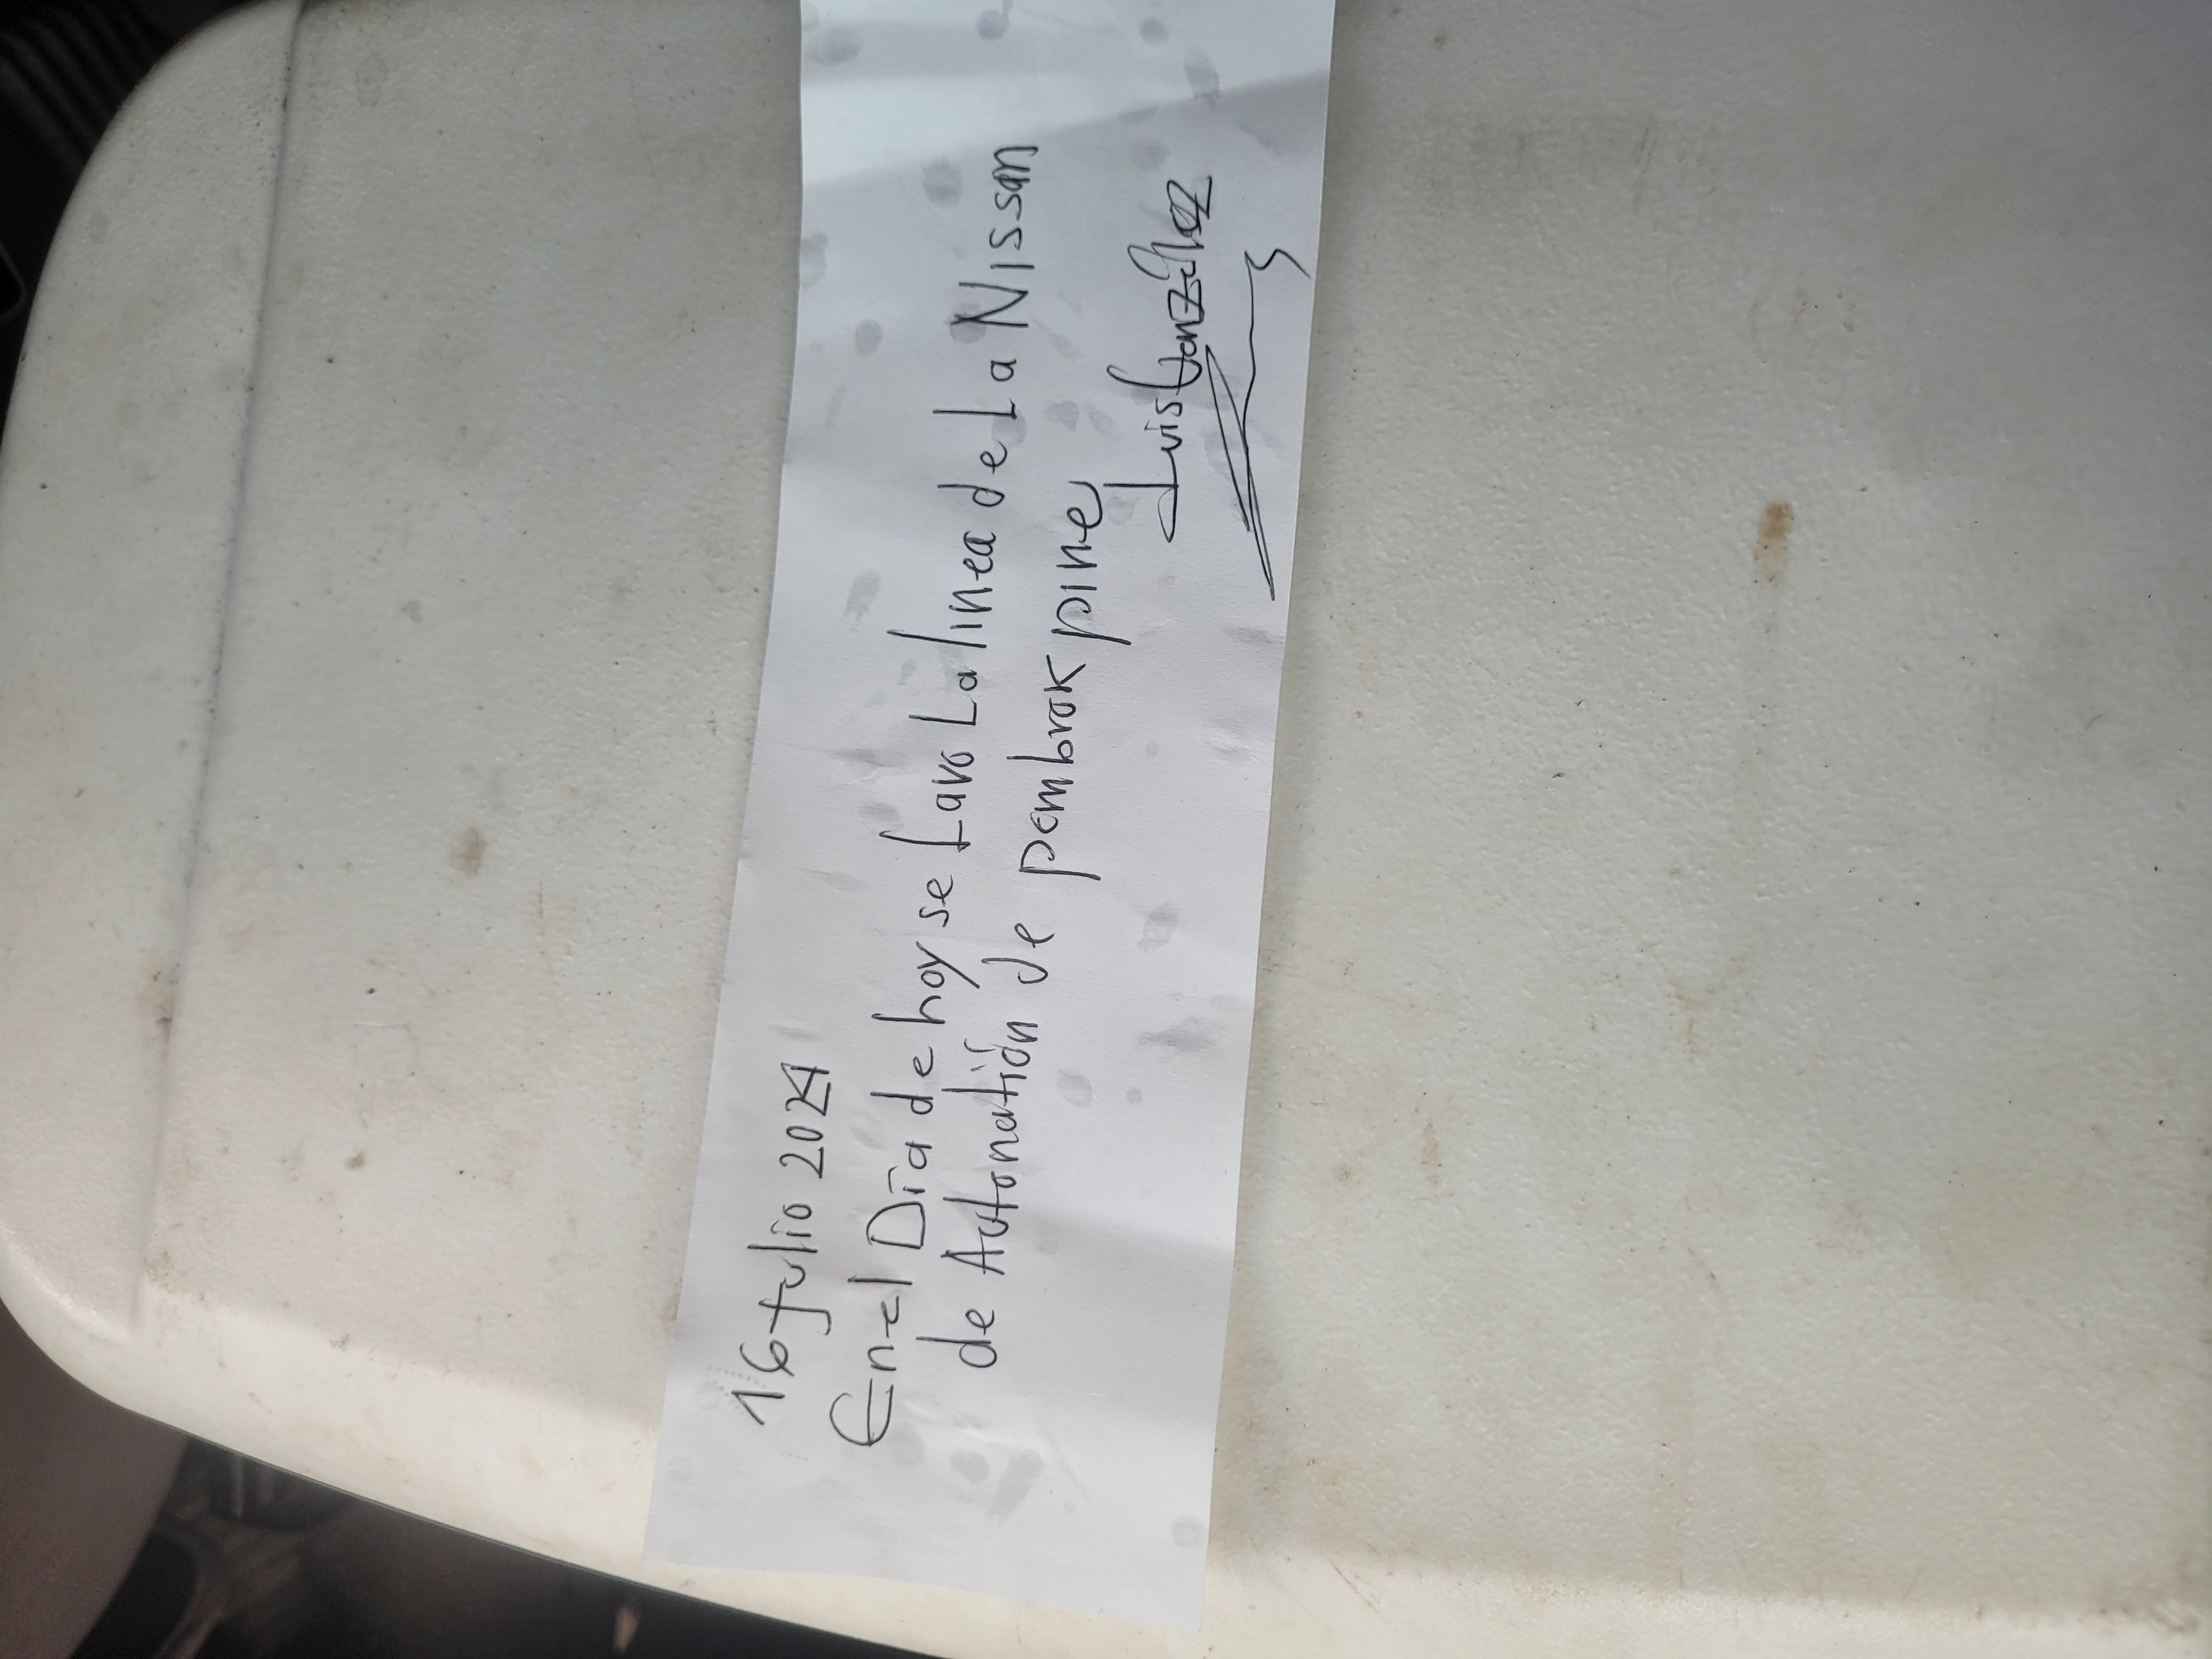 16 Julio 2024
En el Dia de hoy se Lavo La linea de La Nissan
de Automatión de pembrok pine
Luis Gonzalez